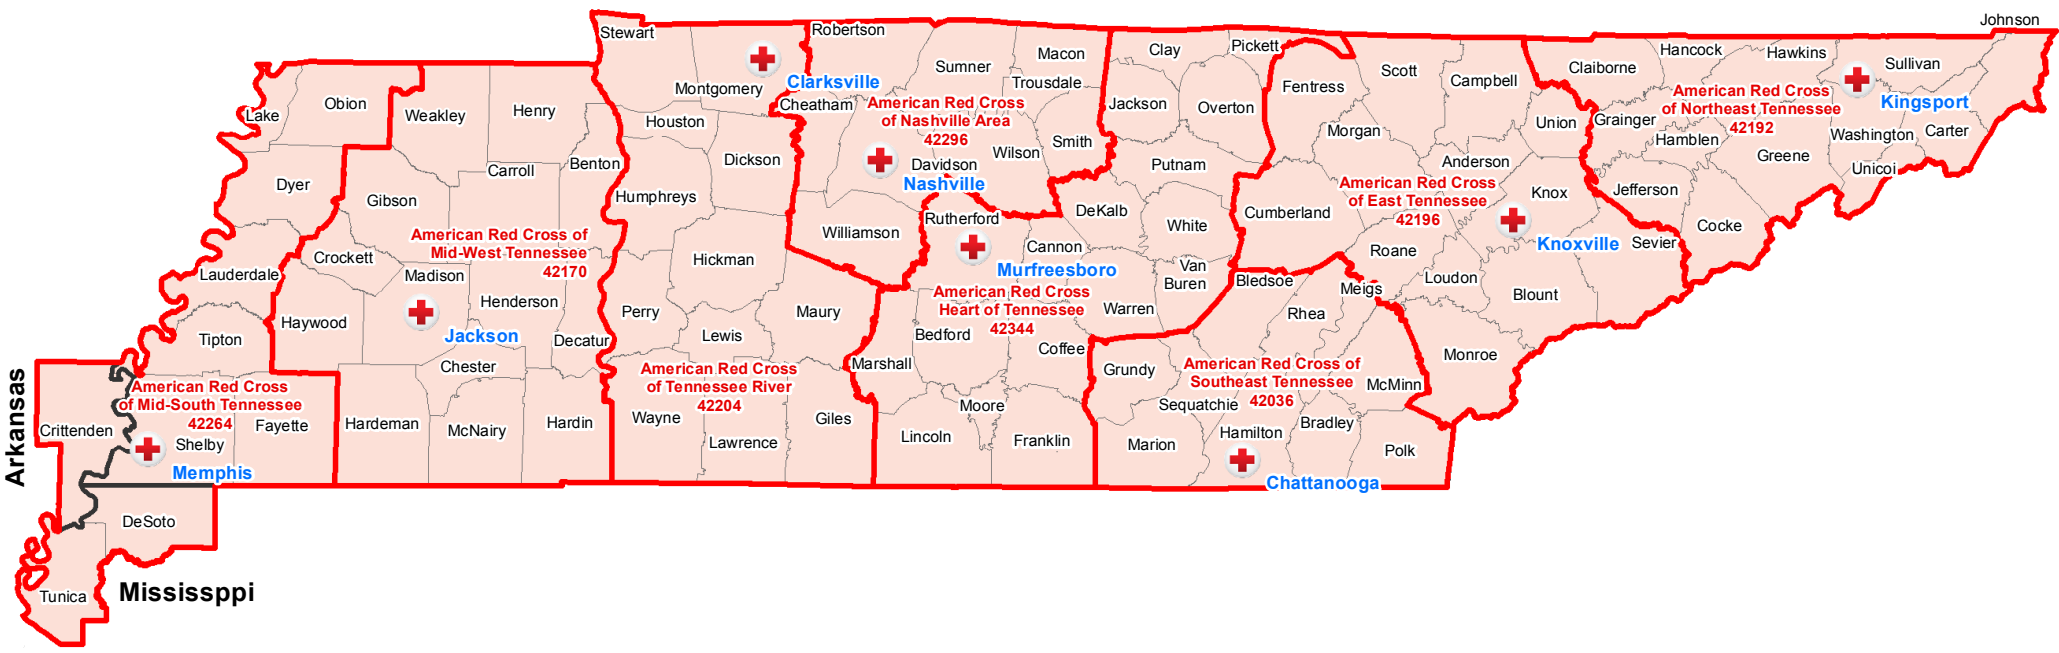 Johnson
Stewart
Robertson
Macon
Clay
Pickett
Hancock
Hawkins
Sullivan
Claiborne
Sumner
Scott
Campbell
Fentress
Montgomery
Clarksville
Trousdale
Cheatham
American Red Cross
of Nashville Area
42296
Jackson
Overton
American Red Cross
of Northeast Tennessee
42192
Kingsport
Obion
Lake
Weakley
Henry
Houston
Grainger
Union
Morgan
Hamblen
Washington
Carter
Smith
Wilson
Davidson
Nashville
Dickson
Benton
Carroll
Putnam
Anderson
Greene
Unicoi
Dyer
Gibson
Humphreys
American Red Cross
of East Tennessee
42196
Knox
Knoxville
Jefferson
Cocke
Sevier
Rutherford
DeKalb
White
Cumberland
Williamson
Cannon
Murfreesboro
American Red Cross of
Mid-West Tennessee
42170
Crockett
Madison
Hickman
Roane
Loudon
Blount
Van
Buren
Bledsoe
Meigs
Lauderdale
Haywood
Henderson
Jackson
Decatur
Perry
Lewis
Maury
American Red Cross
Heart of Tennessee
42344
Bedford
Warren
Rhea
Tipton
Chester
Marshall
Coffee
Grundy
Monroe
American Red Cross
of Tennessee River
42204
American Red Cross of
Southeast Tennessee
42036
McMinn
Sequatchie
Arkansas
American Red Cross
of Mid-South Tennessee
42264
Crittenden
Shelby
Fayette
Memphis
Hardeman
McNairy
Hardin
Wayne
Lawrence
Giles
Moore
Lincoln
Franklin
Marion
Hamilton
Bradley
Polk
Chattanooga
DeSoto
Tunica
Mississppi